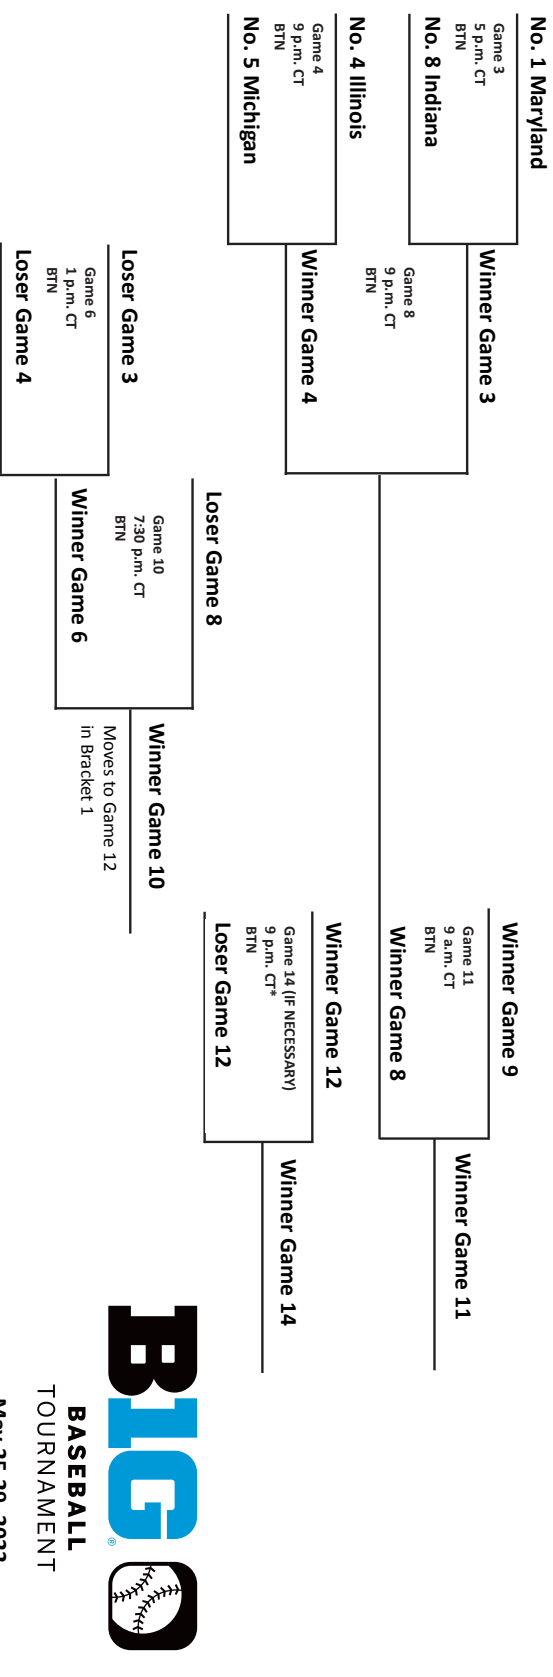 No. 1 Maryland
Game 3
5 p.m. CT
BTN
No. 8 Indiana
No. 4 Illinois
Game 4
9 p.m. CT
BTN
No. 5 Michigan
Winner Game 3
Game 8
9 p.m. CT
BTN
Winner Game 4
Loser Game 3
Game 6
1 p.m. CT
BTN
Loser Game 4
Loser Game 8
Game 10
7:30 p.m. CT
BTN
Winner Game 6
Winner Game 10
Moves to Game 12
in Bracket 1
Winner Game 9
Game 11
9 a.m. CT
BTN
Winner Game 8
Winner Game 11
Winner Game 12
Game 14 (IF NECESSARY)
9 p.m. CT*
BTN
Loser Game 12
Winner Game 14
B1G®
BASEBALL
TOURNAMENT
May 25-29, 2022